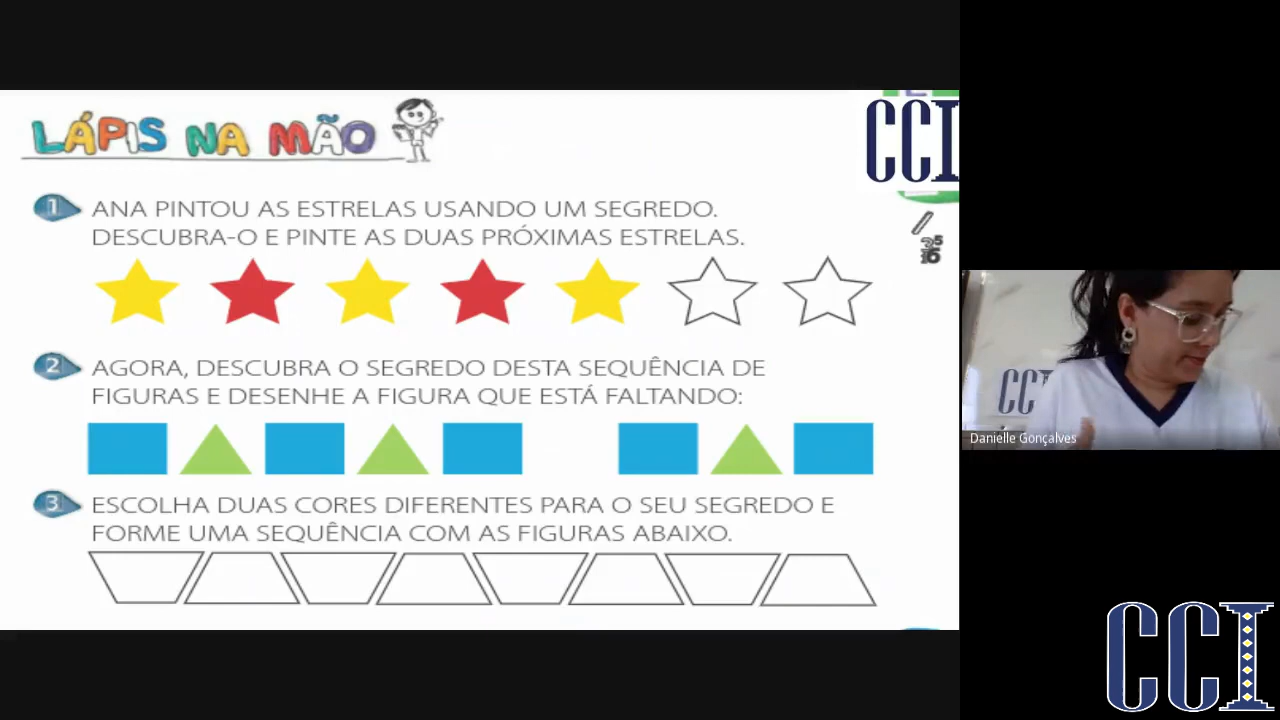 LÁPIS NA MÃO
CCI
1 ANA PINTOU AS ESTRELAS USANDO UM SEGREDO.
DESCUBRA-O E PINTE AS DUAS PRÓXIMAS ESTRELAS.
2 AGORA, DESCUBRA O SEGREDO DESTA SEQUÊNCIA DE
FIGURAS E DESENHE A FIGURA QUE ESTÁ FALTANDO:
3 ESCOLHA DUAS CORES DIFERENTES PARA O SEU SEGREDO E
FORME UMA SEQUÊNCIA COM AS FIGURAS ABAIXO.
CCI
Danielle Gonçalves
CCI